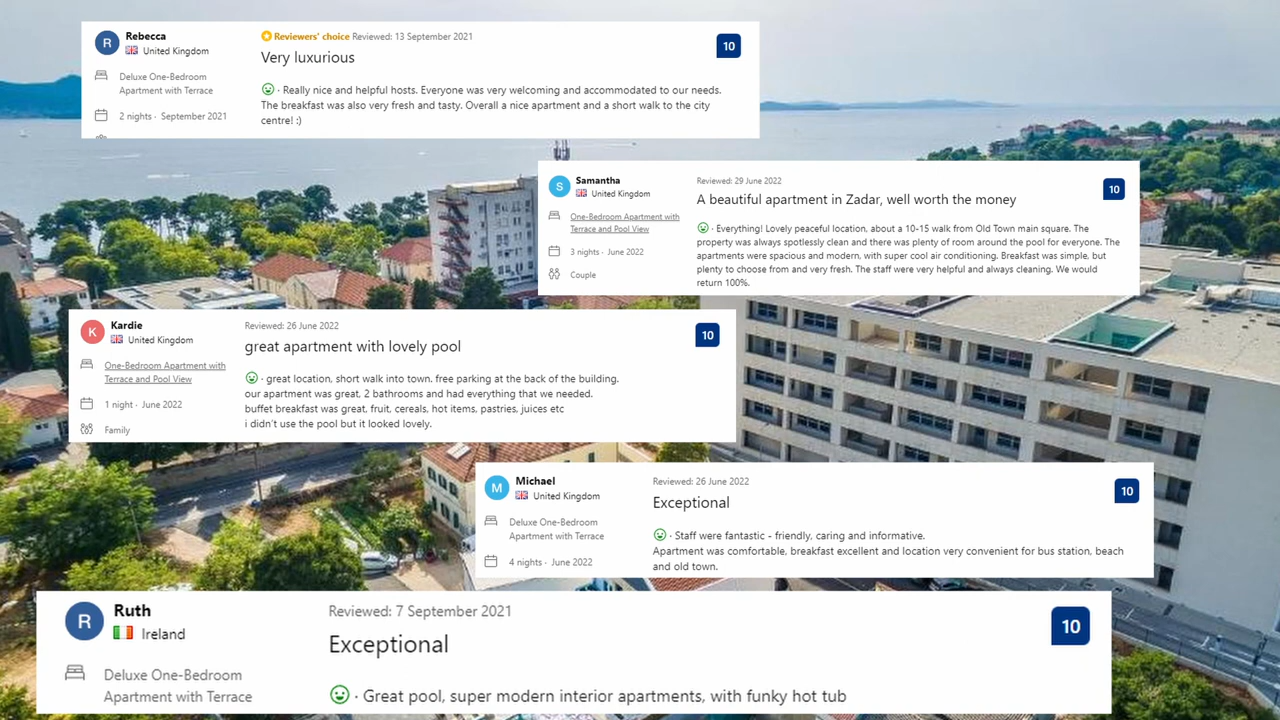 R
Rebecca
United Kingdom
Deluxe One-Bedroom
Apartment with Terrace
2 nights · September 2021
Reviewers' choice Reviewed: 13 September 2021
Very luxurious
· Really nice and helpful hosts. Everyone was very welcoming and accommodated to our needs.
The breakfast was also very fresh and tasty. Overall a nice apartment and a short walk to the city
centre! :)
10
S
Samantha
United Kingdom
One-Bedroom Apartment with
Terrace and Pool View
3 nights · June 2022
Couple
Reviewed: 29 June 2022
A beautiful apartment in Zadar, well worth the money
· Everything! Lovely peaceful location, about a 10-15 walk from Old Town main square. The
property was always spotlessly clean and there was plenty of room around the pool for everyone. The
apartments were spacious and modern, with super cool air conditioning. Breakfast was simple, but
plenty to choose from and very fresh. The staff were very helpful and always cleaning. We would
return 100%.
10
K
Kardie
United Kingdom
One-Bedroom Apartment with
Terrace and Pool View
1 night · June 2022
Family
Reviewed: 26 June 2022
great apartment with lovely pool
· great location, short walk into town. free parking at the back of the building.
our apartment was great, 2 bathrooms and had everything that we needed.
buffet breakfast was great, fruit, cereals, hot items, pastries, juices etc
i didn't use the pool but it looked lovely.
10
M
Michael
United Kingdom
Deluxe One-Bedroom
Apartment with Terrace
4 nights · June 2022
Reviewed: 26 June 2022
Exceptional
· Staff were fantastic - friendly, caring and informative.
Apartment was comfortable, breakfast excellent and location very convenient for bus station, beach
and old town.
10
R
Ruth
Ireland
Deluxe One-Bedroom
Apartment with Terrace
Reviewed: 7 September 2021
Exceptional
· Great pool, super modern interior apartments, with funky hot tub
10